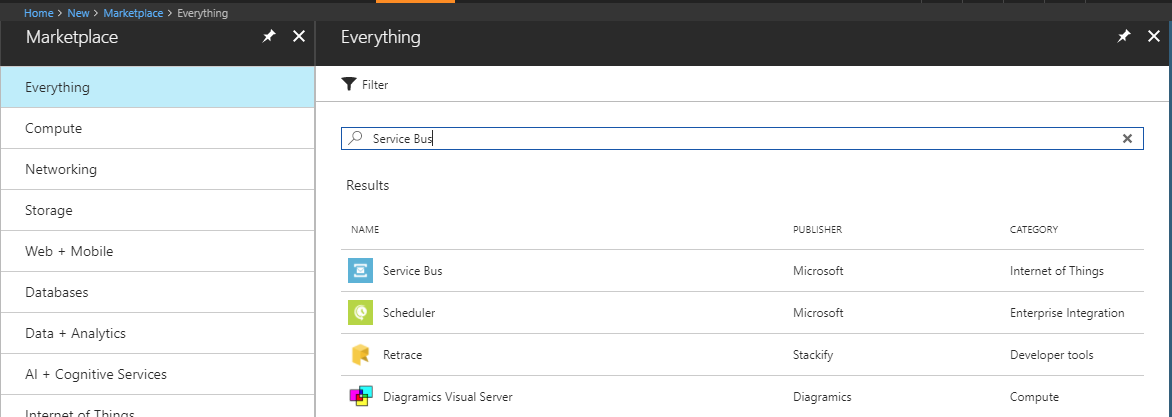 Home > New > Marketplace > Everything
Marketplace
Everything
Compute
Networking
Storage
Web + Mobile
Databases
Data + Analytics
AI + Cognitive Services
Internet of Things
Everything
Filter
Service Bus
Results
NAME PUBLISHER CATEGORY
Service Bus Microsoft Internet of Things
Scheduler Microsoft Enterprise Integration
Retrace Stackify Developer tools
Diagramics Visual Server Diagramics Compute